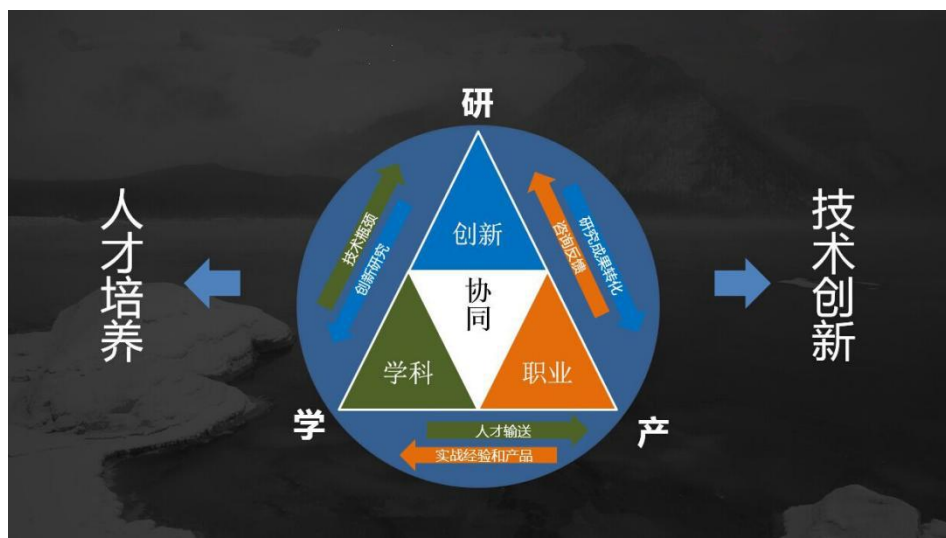 研
人才培养
技术瓶颈
创新研究
创新
咨询反馈
研究成果转化
技术创新
协同
学科
职业
学
产
人才输送
实战经验和产品